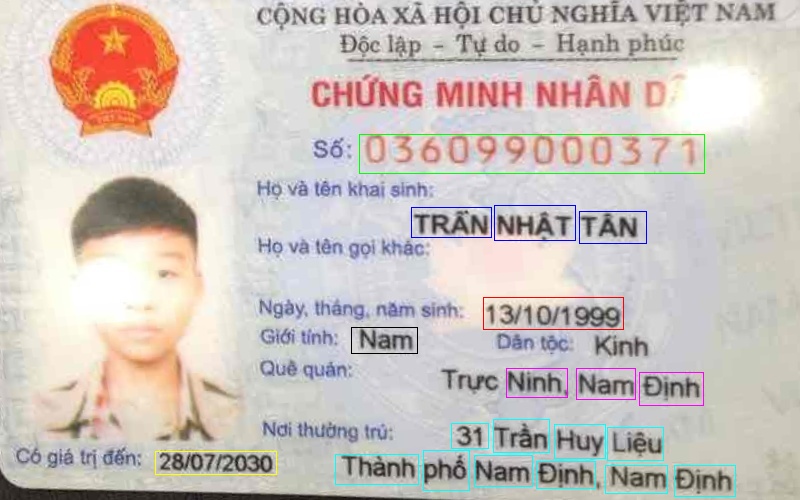 CỘNG HÒA XÃ HỘI CHỦ NGHĨA VIỆT NAM
Độc lập - Tự do - Hạnh phúc
CHỨNG MINH NHÂN
Số: 036099000371
Họ và tên khai sinh:
TRẦN NHẬT TÂN
Họ và tên gọi khác:
Ngày, tháng, năm sinh: 13/10/1999
Giới tính: Nam Dân tộc: Kinh
Quê quán: Trực Ninh, Nam Định
Nơi thường trú: 31 Trần Huy Liệu
Thành phố Nam Định, Nam Định
Có giá trị đến: 28/07/2030